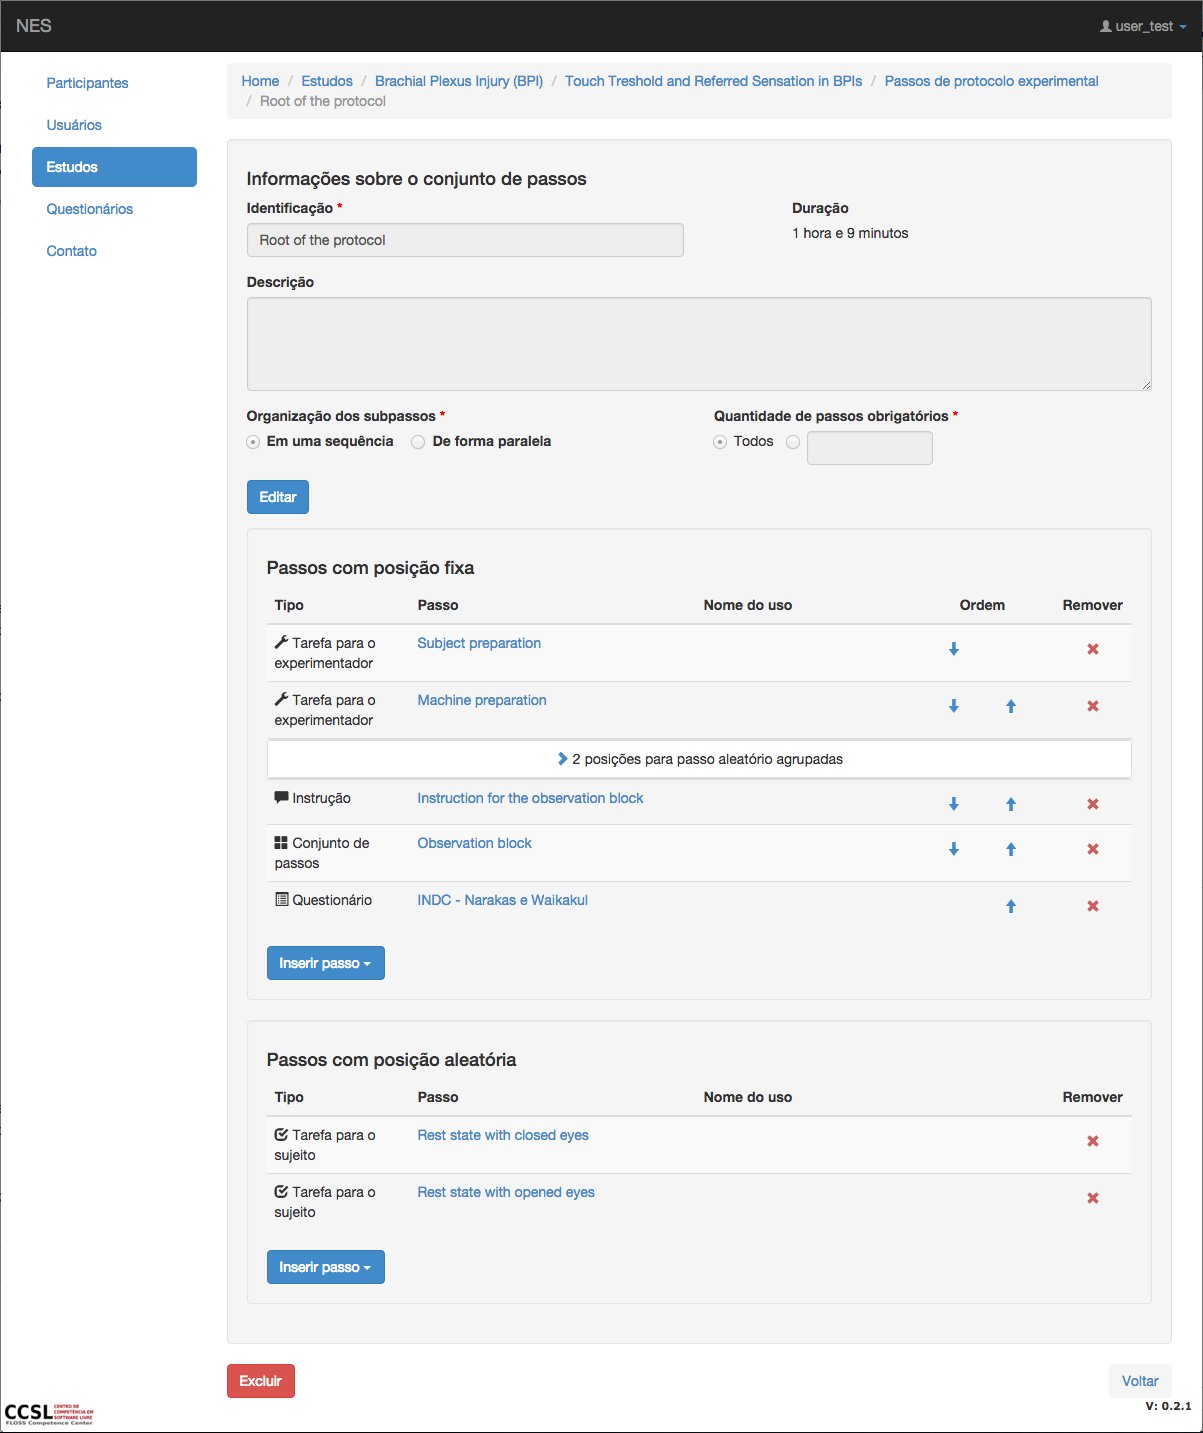 NES
user_test
Participantes
Usuários
Estudos
Questionários
Contato
Home / Estudos / Brachial Plexus Injury (BPI) / Touch Treshold and Referred Sensation in BPIs / Passos de protocolo experimental
/ Root of the protocol
Informações sobre o conjunto de passos
Identificação *
Duração
Root of the protocol
1 hora e 9 minutos
Descrição
Organização dos subpassos *
Quantidade de passos obrigatórios *
Em uma sequência De forma paralela
Todos
Editar
Passos com posição fixa
Tipo Passo Nome do uso Ordem Remover
Tarefa para o experimentador Subject preparation
Tarefa para o experimentador Machine preparation
2 posições para passo aleatório agrupadas
Instrução Instruction for the observation block
Conjunto de passos Observation block
Questionário INDC - Narakas e Waikakul
Inserir passo
Passos com posição aleatória
Tipo Passo Nome do uso Remover
Tarefa para o sujeito Rest state with closed eyes
Tarefa para o sujeito Rest state with opened eyes
Inserir passo
Excluir
Voltar
CCSL CENTRO DE COMPETÊNCIA EM SOFTWARE LIVRE
FLOSS Competence Center
V: 0.2.1